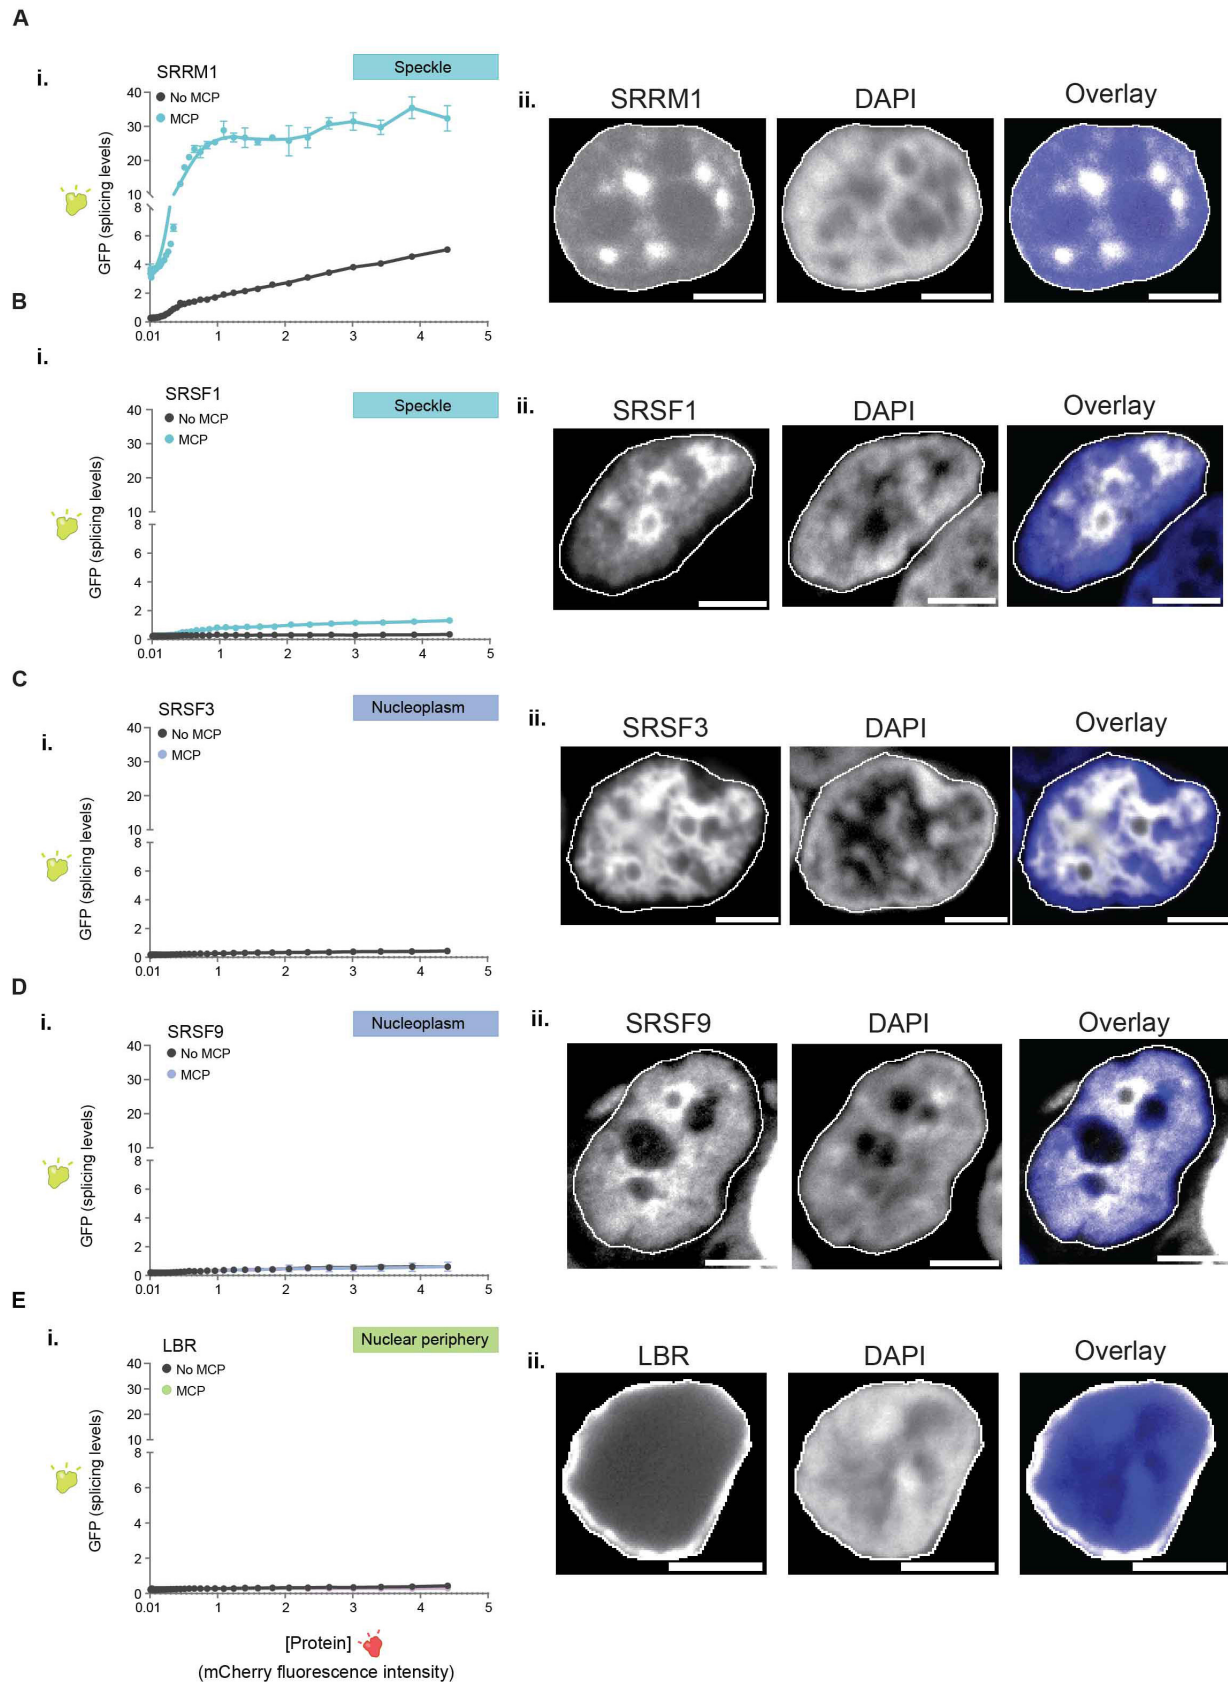 A
i.
SRRM1
Speckle
No MCP
MCP
GFP (splicing levels)
40
30
20
10
8
6
4
2
0
0.01 1 2 3 4 5
ii.
SRRM1 DAPI Overlay
B
i.
SRSF1
Speckle
No MCP
MCP
GFP (splicing levels)
40
30
20
10
8
6
4
2
0
0.01 1 2 3 4 5
ii.
SRSF1 DAPI Overlay
C
i.
SRSF3
Nucleoplasm
No MCP
MCP
GFP (splicing levels)
40
30
20
10
8
6
4
2
0
0.01 1 2 3 4 5
ii.
SRSF3 DAPI Overlay
D
i.
SRSF9
Nucleoplasm
No MCP
MCP
GFP (splicing levels)
40
30
20
10
8
6
4
2
0
0.01 1 2 3 4 5
ii.
SRSF9 DAPI Overlay
E
i.
LBR
Nuclear periphery
No MCP
MCP
GFP (splicing levels)
40
30
20
10
8
6
4
2
0
0.01 1 2 3 4 5
ii.
LBR DAPI Overlay
[Protein]
(mCherry fluorescence intensity)